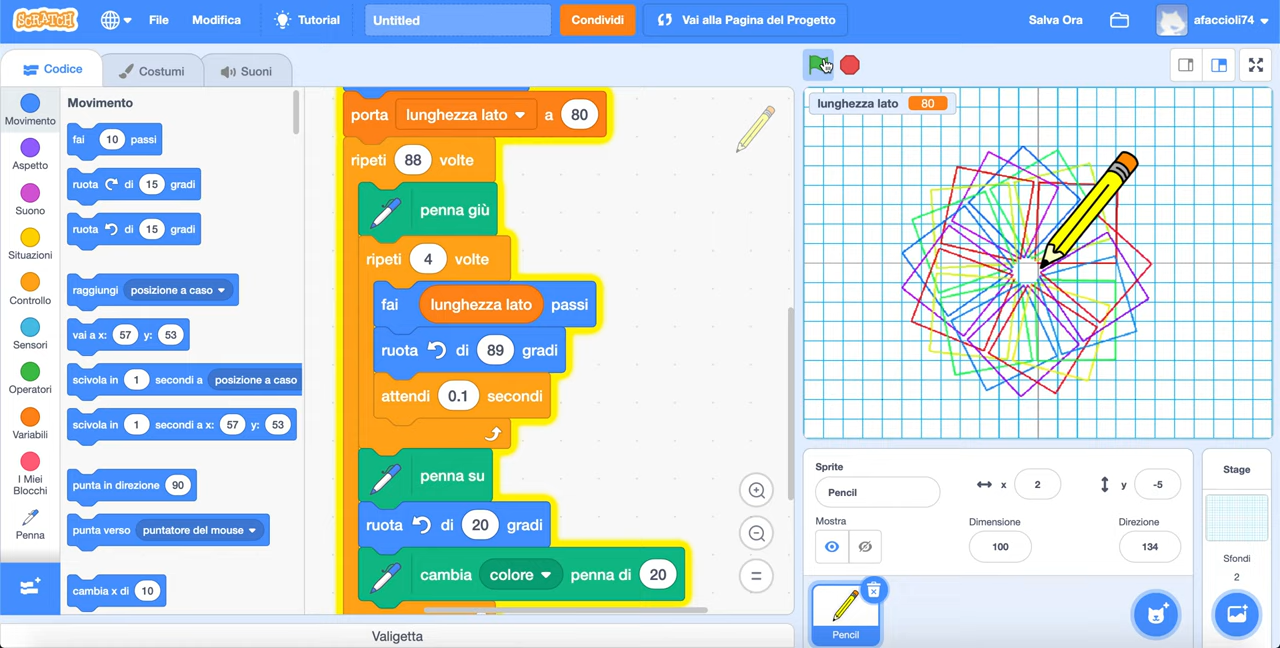 SCRATCH
File
Modifica
Tutorial
Untitled
Condividi
Vai alla Pagina del Progetto
Salva Ora
afaccioli74
Codice
Costumi
Suoni
Movimento
Aspetto
Suono
Situazioni
Controllo
Sensori
Operatori
Variabili
I Miei
Blocchi
Penna
Movimento
fai 10 passi
ruota di 15 gradi
ruota di 15 gradi
raggiungi posizione a caso
vai a x: 57 y: 53
scivola in 1 secondi a posizione a caso
scivola in 1 secondi a x: 57 y: 53
punta in direzione 90
punta verso puntatore del mouse
cambia x di 10
porta lunghezza lato a 80
ripeti 88 volte
penna giù
ripeti 4 volte
fai lunghezza lato passi
ruota di 89 gradi
attendi 0.1 secondi
penna su
ruota di 20 gradi
cambia colore penna di 20
Valigetta
lunghezza lato 80
Sprite
Pencil
x 2
y -5
Mostra
Dimensione
100
Direzione
134
Pencil
Stage
Sfondi
2